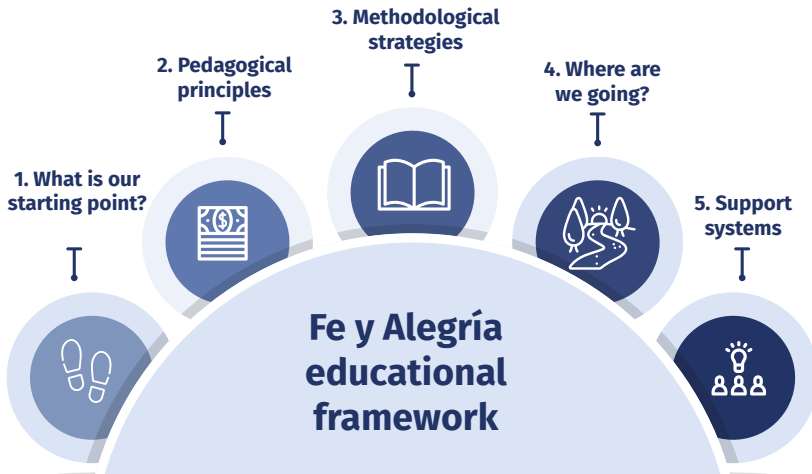 1. What is our
starting point?
2. Pedagogical
principles
3. Methodological
strategies
4. Where are
we going?
5. Support
systems
$
Fe y Alegría
educational
framework